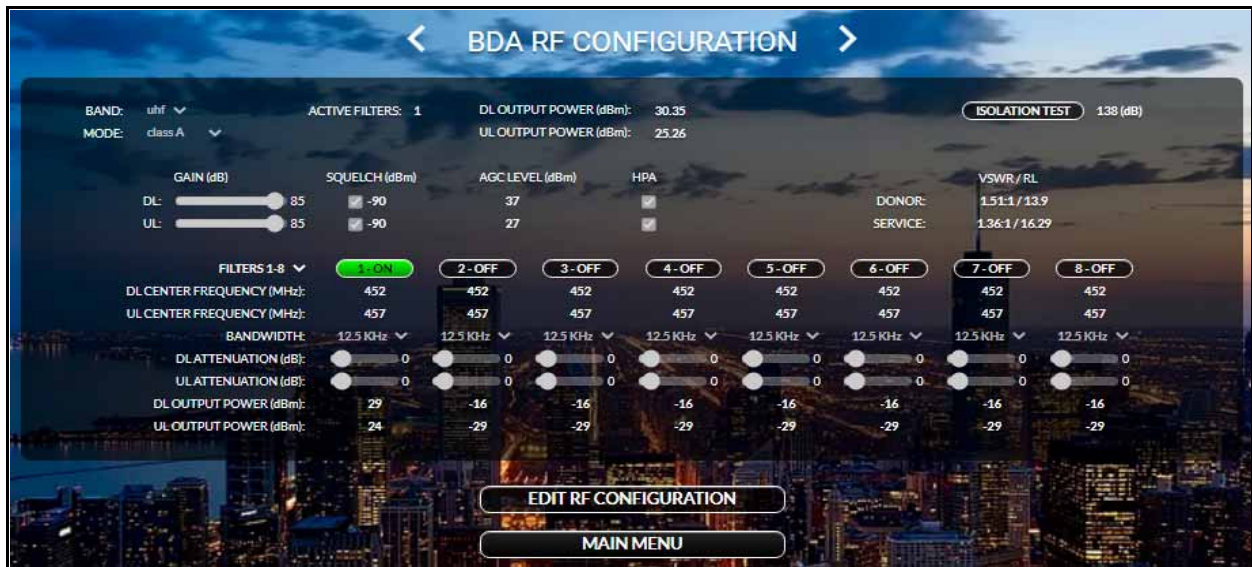 BDA RF CONFIGURATION
BAND: uhf ACTIVE FILTERS: 1 DL OUTPUT POWER (dBm): 30.35 ISOLATION TEST 138 (dB)
MODE: class A UL OUTPUT POWER (dBm): 25.26
GAIN (dB) SQUELCH (dBm) AGC LEVEL (dBm) HPA VSWR / RL
DL: 85 -90 37 DONOR: 1.51:1 / 13.9
UL: 85 -90 27 SERVICE: 1.36:1 / 16.29
FILTERS 1-8 1 - ON 2 - OFF 3 - OFF 4 - OFF 5 - OFF 6 - OFF 7 - OFF 8 - OFF
DL CENTER FREQUENCY (MHz): 452 452 452 452 452 452 452 452
UL CENTER FREQUENCY (MHz): 457 457 457 457 457 457 457 457
BANDWIDTH: 12.5 KHz 12.5 KHz 12.5 KHz 12.5 KHz 12.5 KHz 12.5 KHz 12.5 KHz 12.5 KHz
DL ATTENUATION (dB): 0 0 0 0 0 0 0 0
UL ATTENUATION (dB): 0 0 0 0 0 0 0 0
DL OUTPUT POWER (dBm): 29 -16 -16 -16 -16 -16 -16 -16
UL OUTPUT POWER (dBm): 24 -29 -29 -29 -29 -29 -29 -29
EDIT RF CONFIGURATION
MAIN MENU